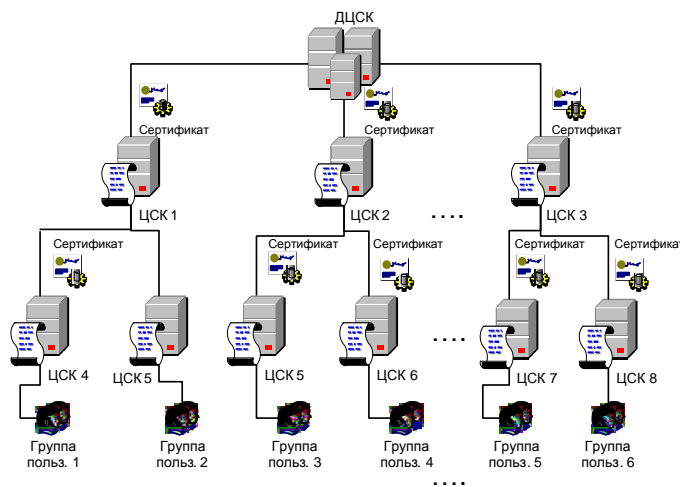 ДЦСК
Сертификат
Сертификат
Сертификат
ЦСК 1
ЦСК 2
....
ЦСК 3
Сертификат
Сертификат
Сертификат
Сертификат
Сертификат
....
ЦСК 4
ЦСК 5
ЦСК 5
ЦСК 6
ЦСК 7
ЦСК 8
Группа
польз. 1
Группа
польз. 2
Группа
польз. 3
Группа
польз. 4
Группа
польз. 5
Группа
польз. 6
....